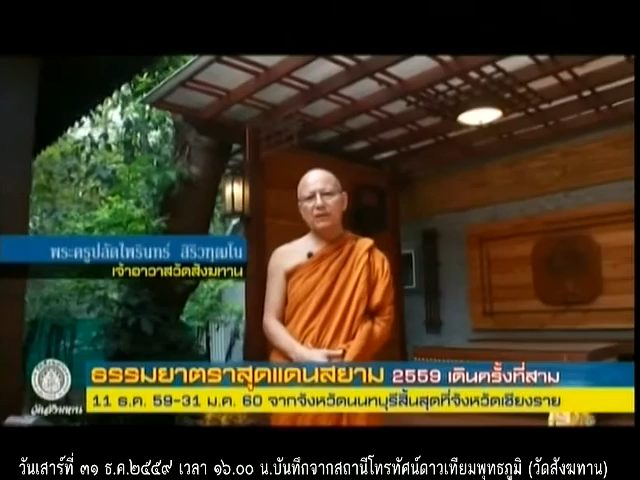 พระครูปลัดไพรินทร์ สิริวฑฺฒโน
เจ้าอาวาสวัดสังฆทาน
ธรรมยาตราสุดแดนสยาม 2559 เดินครั้งที่สาม
11 ธ.ค. 59-31 ม.ค. 60 จากจังหวัดนนทบุรีสิ้นสุดที่จังหวัดเชียงราย
วันเสาร์ที่ ๓๑ ธ.ค.๒๕๕๙ เวลา ๑๖.๐๐ น.บันทึกจากสถานีโทรทัศน์ดาวเทียมพุทธภูมิ (วัดสังฆทาน)